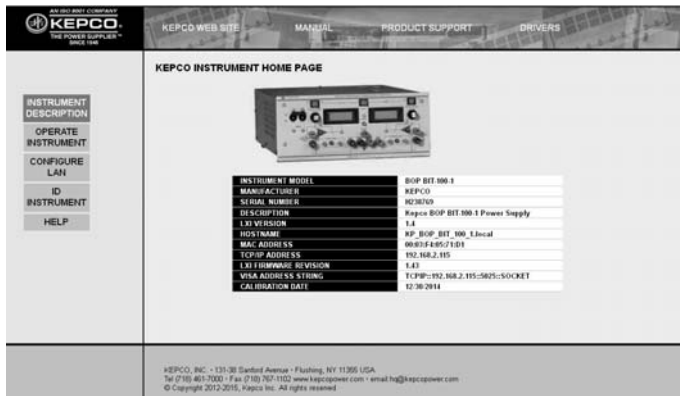 AN ISO 9001 COMPANY
KEPCO.
THE POWER SUPPLIER™
SINCE 1946
KEPCO WEB SITE MANUAL PRODUCT SUPPORT DRIVERS
KEPCO INSTRUMENT HOME PAGE
INSTRUMENT
DESCRIPTION
OPERATE
INSTRUMENT
CONFIGURE
LAN
ID
INSTRUMENT
HELP
INSTRUMENT MODEL BOP BIT-100-1
MANUFACTURER KEPCO
SERIAL NUMBER H238769
DESCRIPTION Kepco BOP BIT-100-1 Power Supply
LXI VERSION 1.4
HOSTNAME KP_BOP_BIT_100_1.local
MAC ADDRESS 00:03:F4:05:71:D1
TCP/IP ADDRESS 192.168.2.115
LXI FIRMWARE REVISION 1.43
VISA ADDRESS STRING TCPIP::192.168.2.115::5025::SOCKET
CALIBRATION DATE 12/30/2014
KEPCO, INC. • 131-38 Sanford Avenue • Flushing, NY 11355 USA
Tel (718) 461-7000 • Fax (718) 767-1102 www.kepcopower.com • email:hq@kepcopower.com
© Copyright 2012-2015, Kepco Inc. All rights reserved